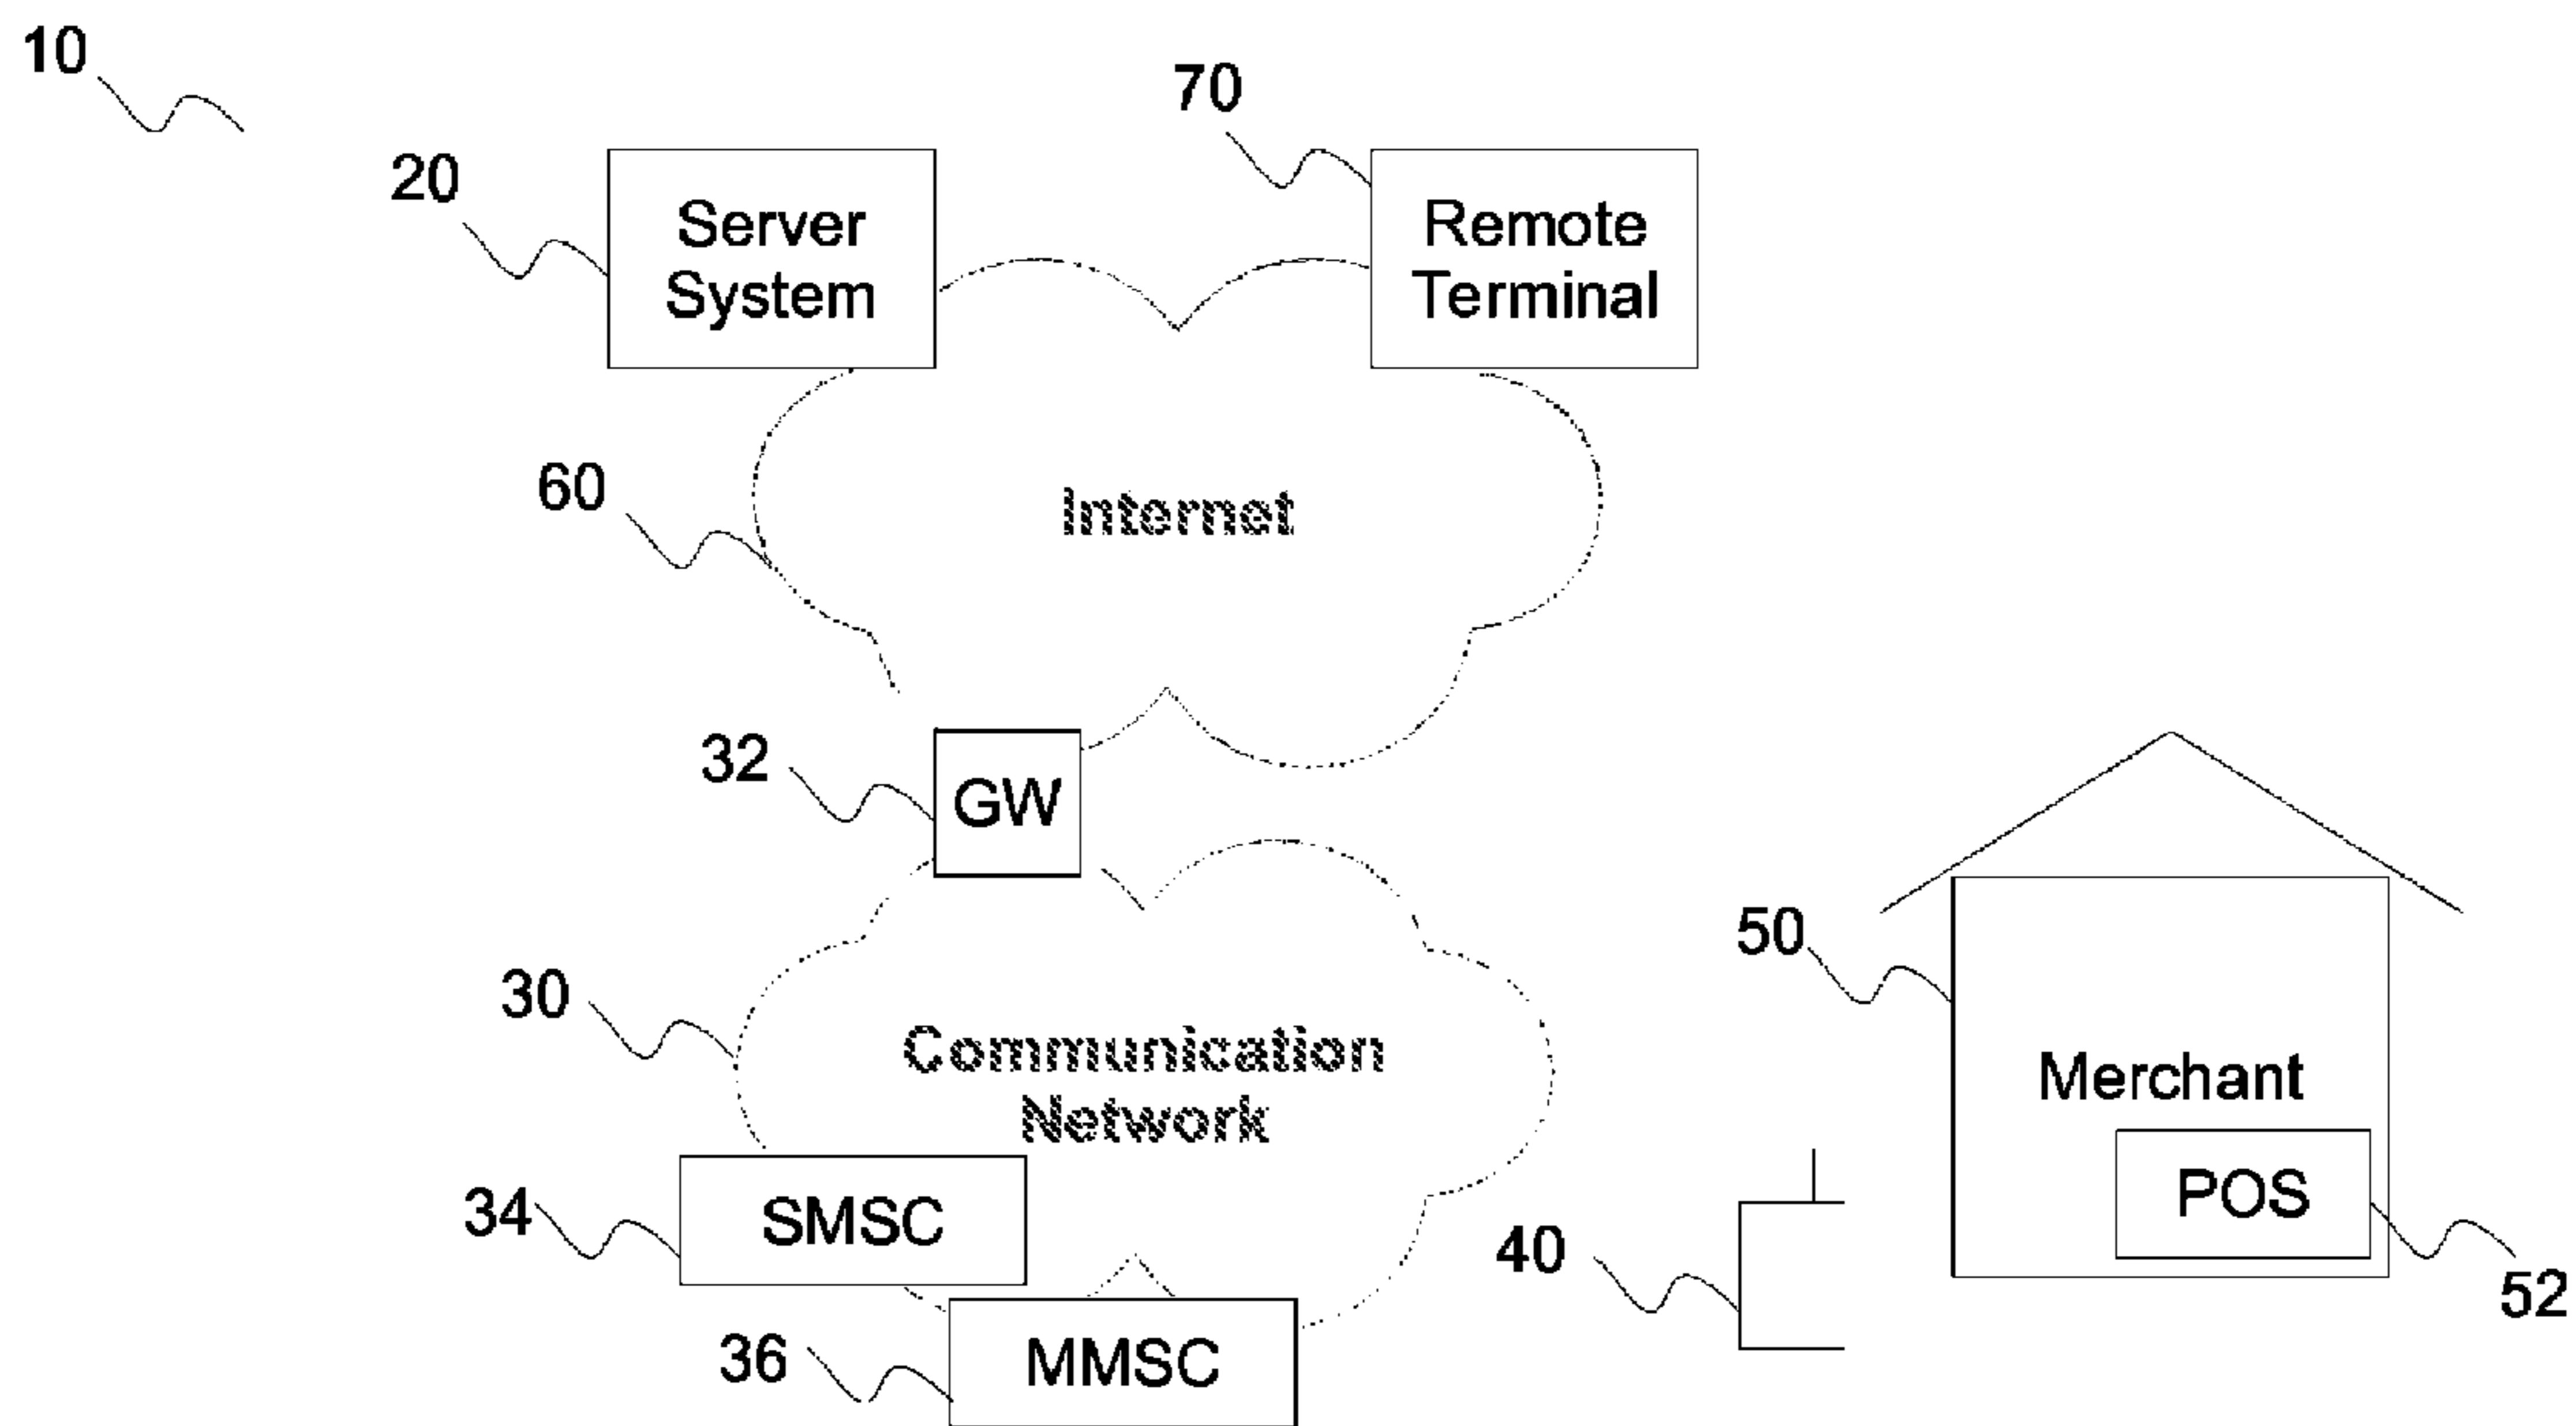 10
70
20
Server
System
Remote
Terminal
60
Internet
32
GW
50
30
Communication
Network
Merchant
34
SMSC
POS
40
52
36
MMSC